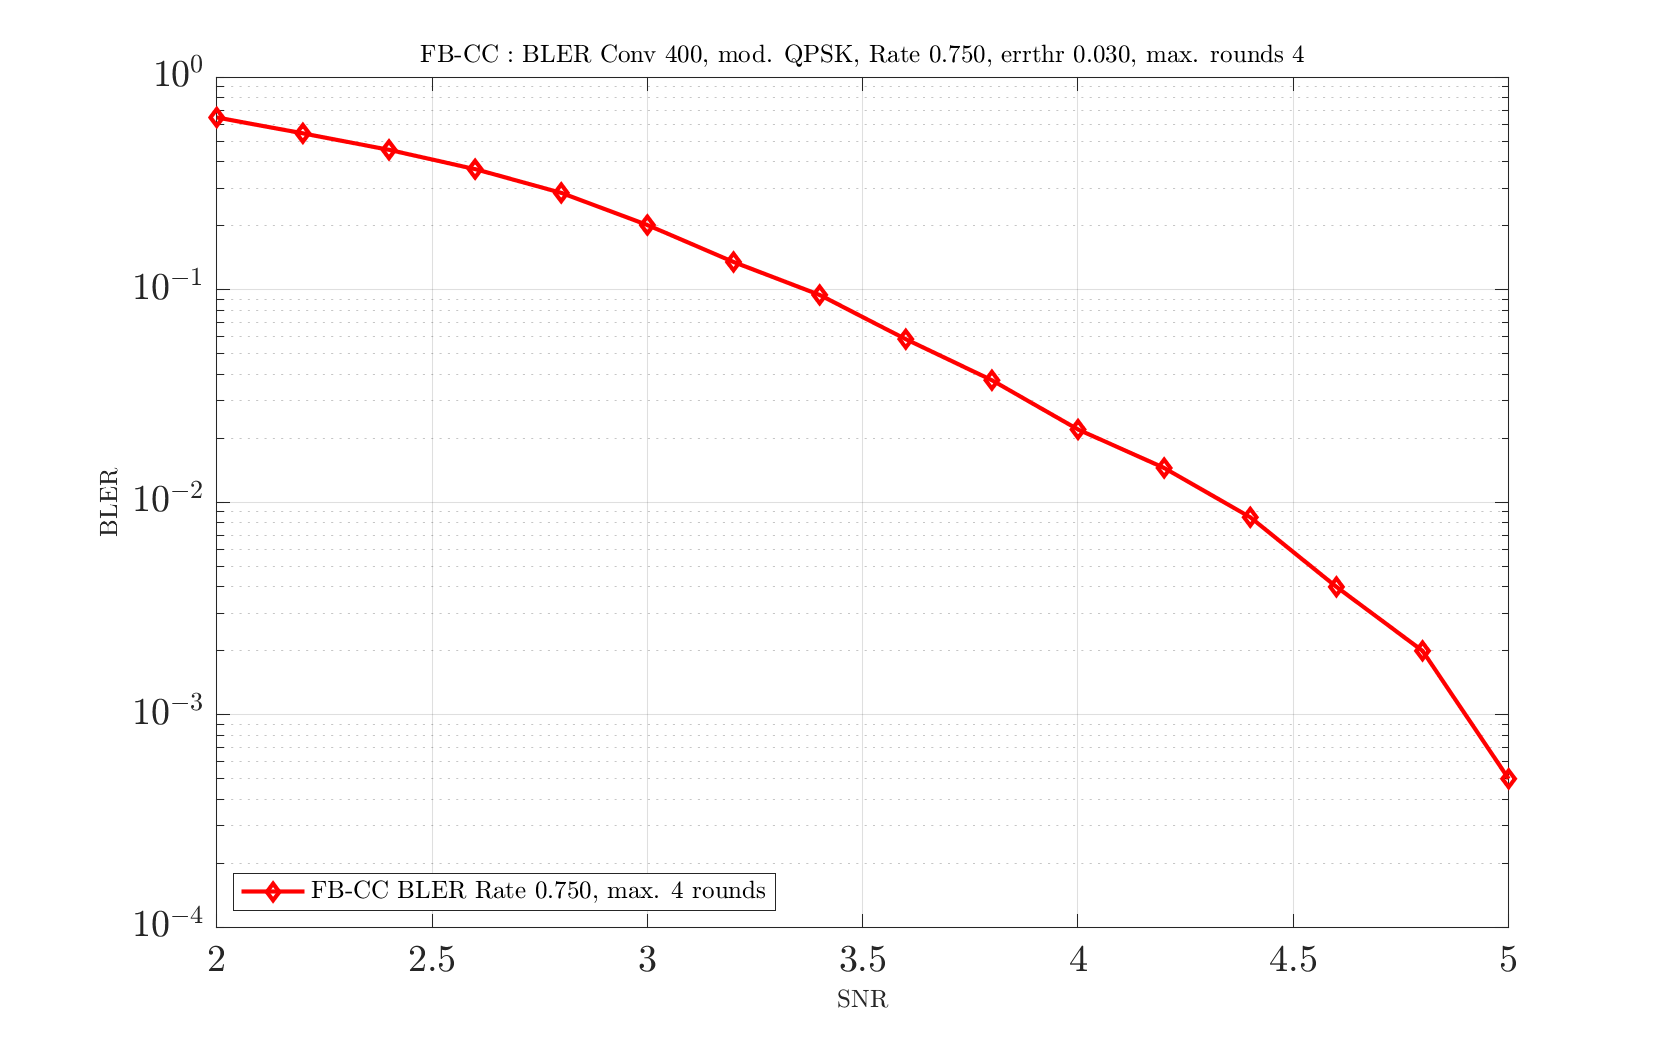 FB-CC : BLER Conv 400, mod. QPSK, Rate 0.750, errthr 0.030, max. rounds 4
10^0
10^{-1}
10^{-2}
10^{-3}
10^{-4}
BLER
FB-CC BLER Rate 0.750, max. 4 rounds
2 2.5 3 3.5 4 4.5 5
SNR